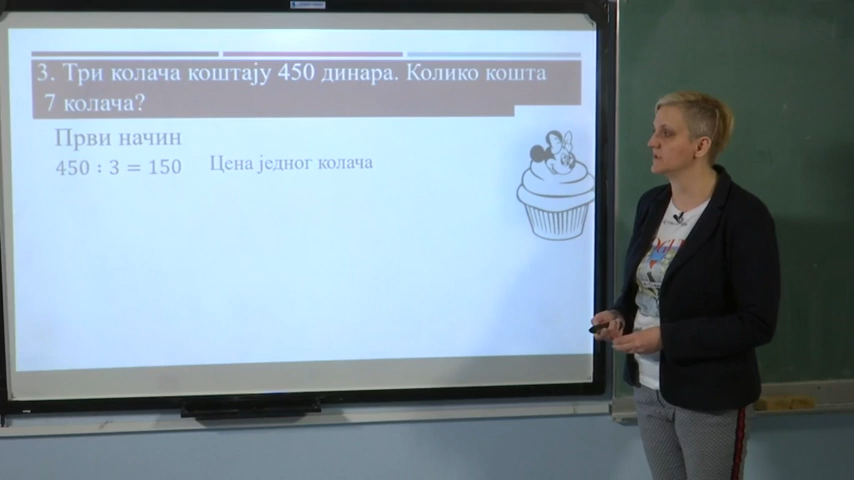 3. Три колача коштају 450 динара. Колико кошта
7 колача?
Први начин
450 : 3 = 150 Цена једног колача